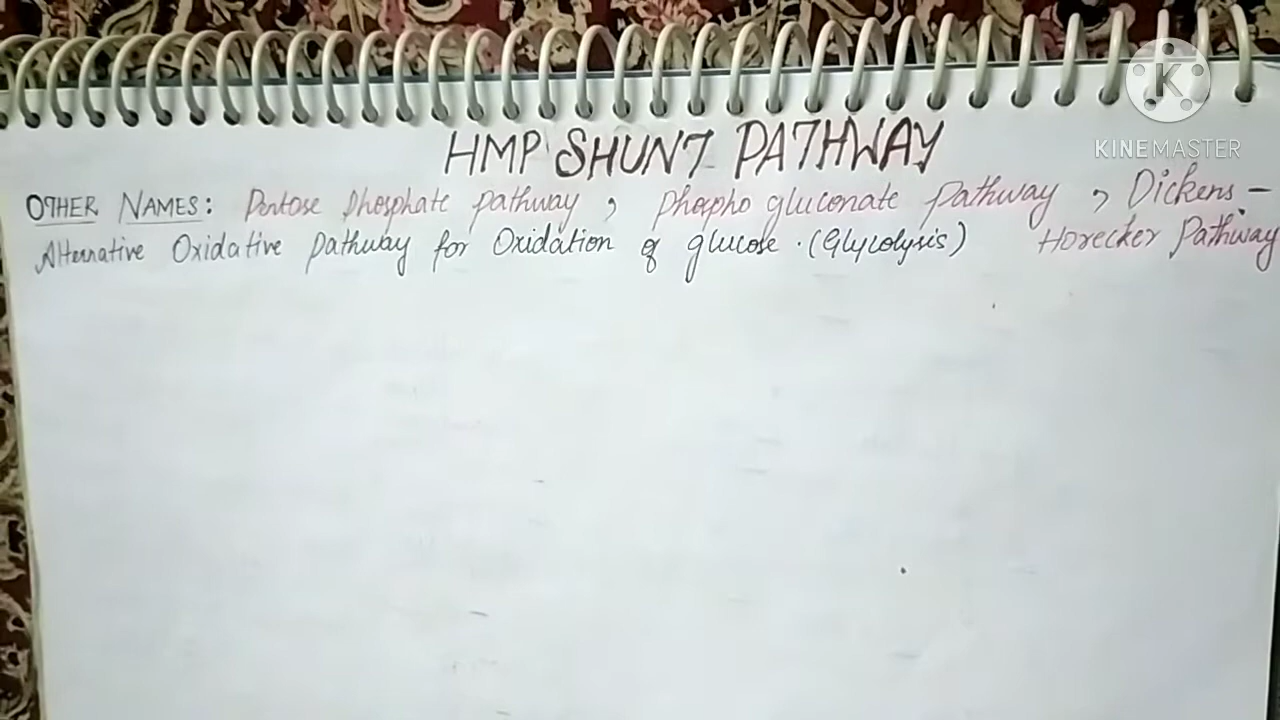 K
KINEMASTER
HMP SHUNT PATHWAY
OTHER NAMES: Pentose phosphate pathway, phospho gluconate pathway, Dickens-
Horecker Pathway
Alternative Oxidative pathway for Oxidation of glucose. (Glycolysis)